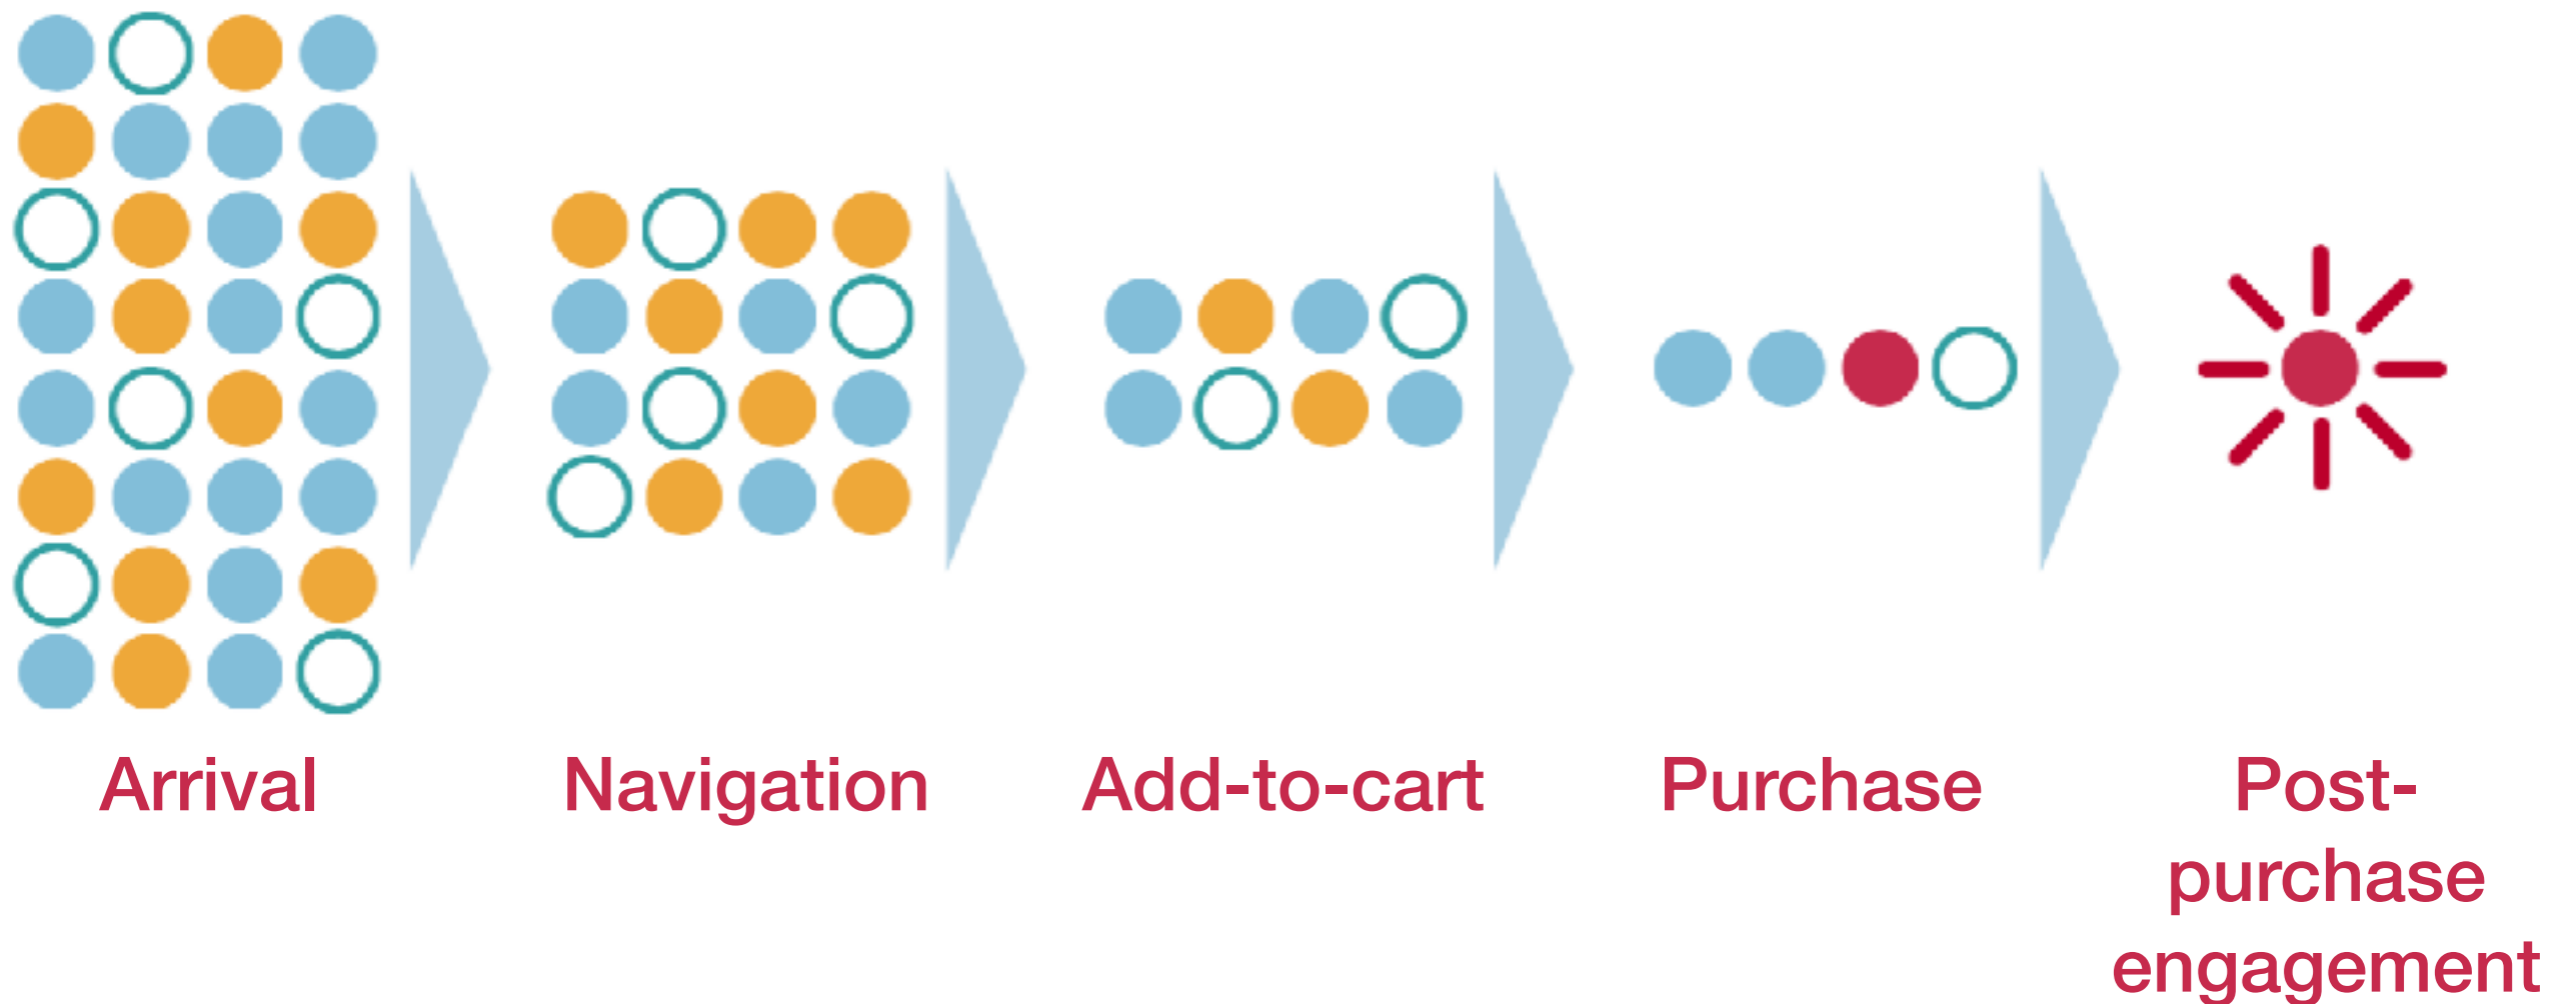 Arrival
Navigation
Add-to-cart
Purchase
Post-
purchase
engagement